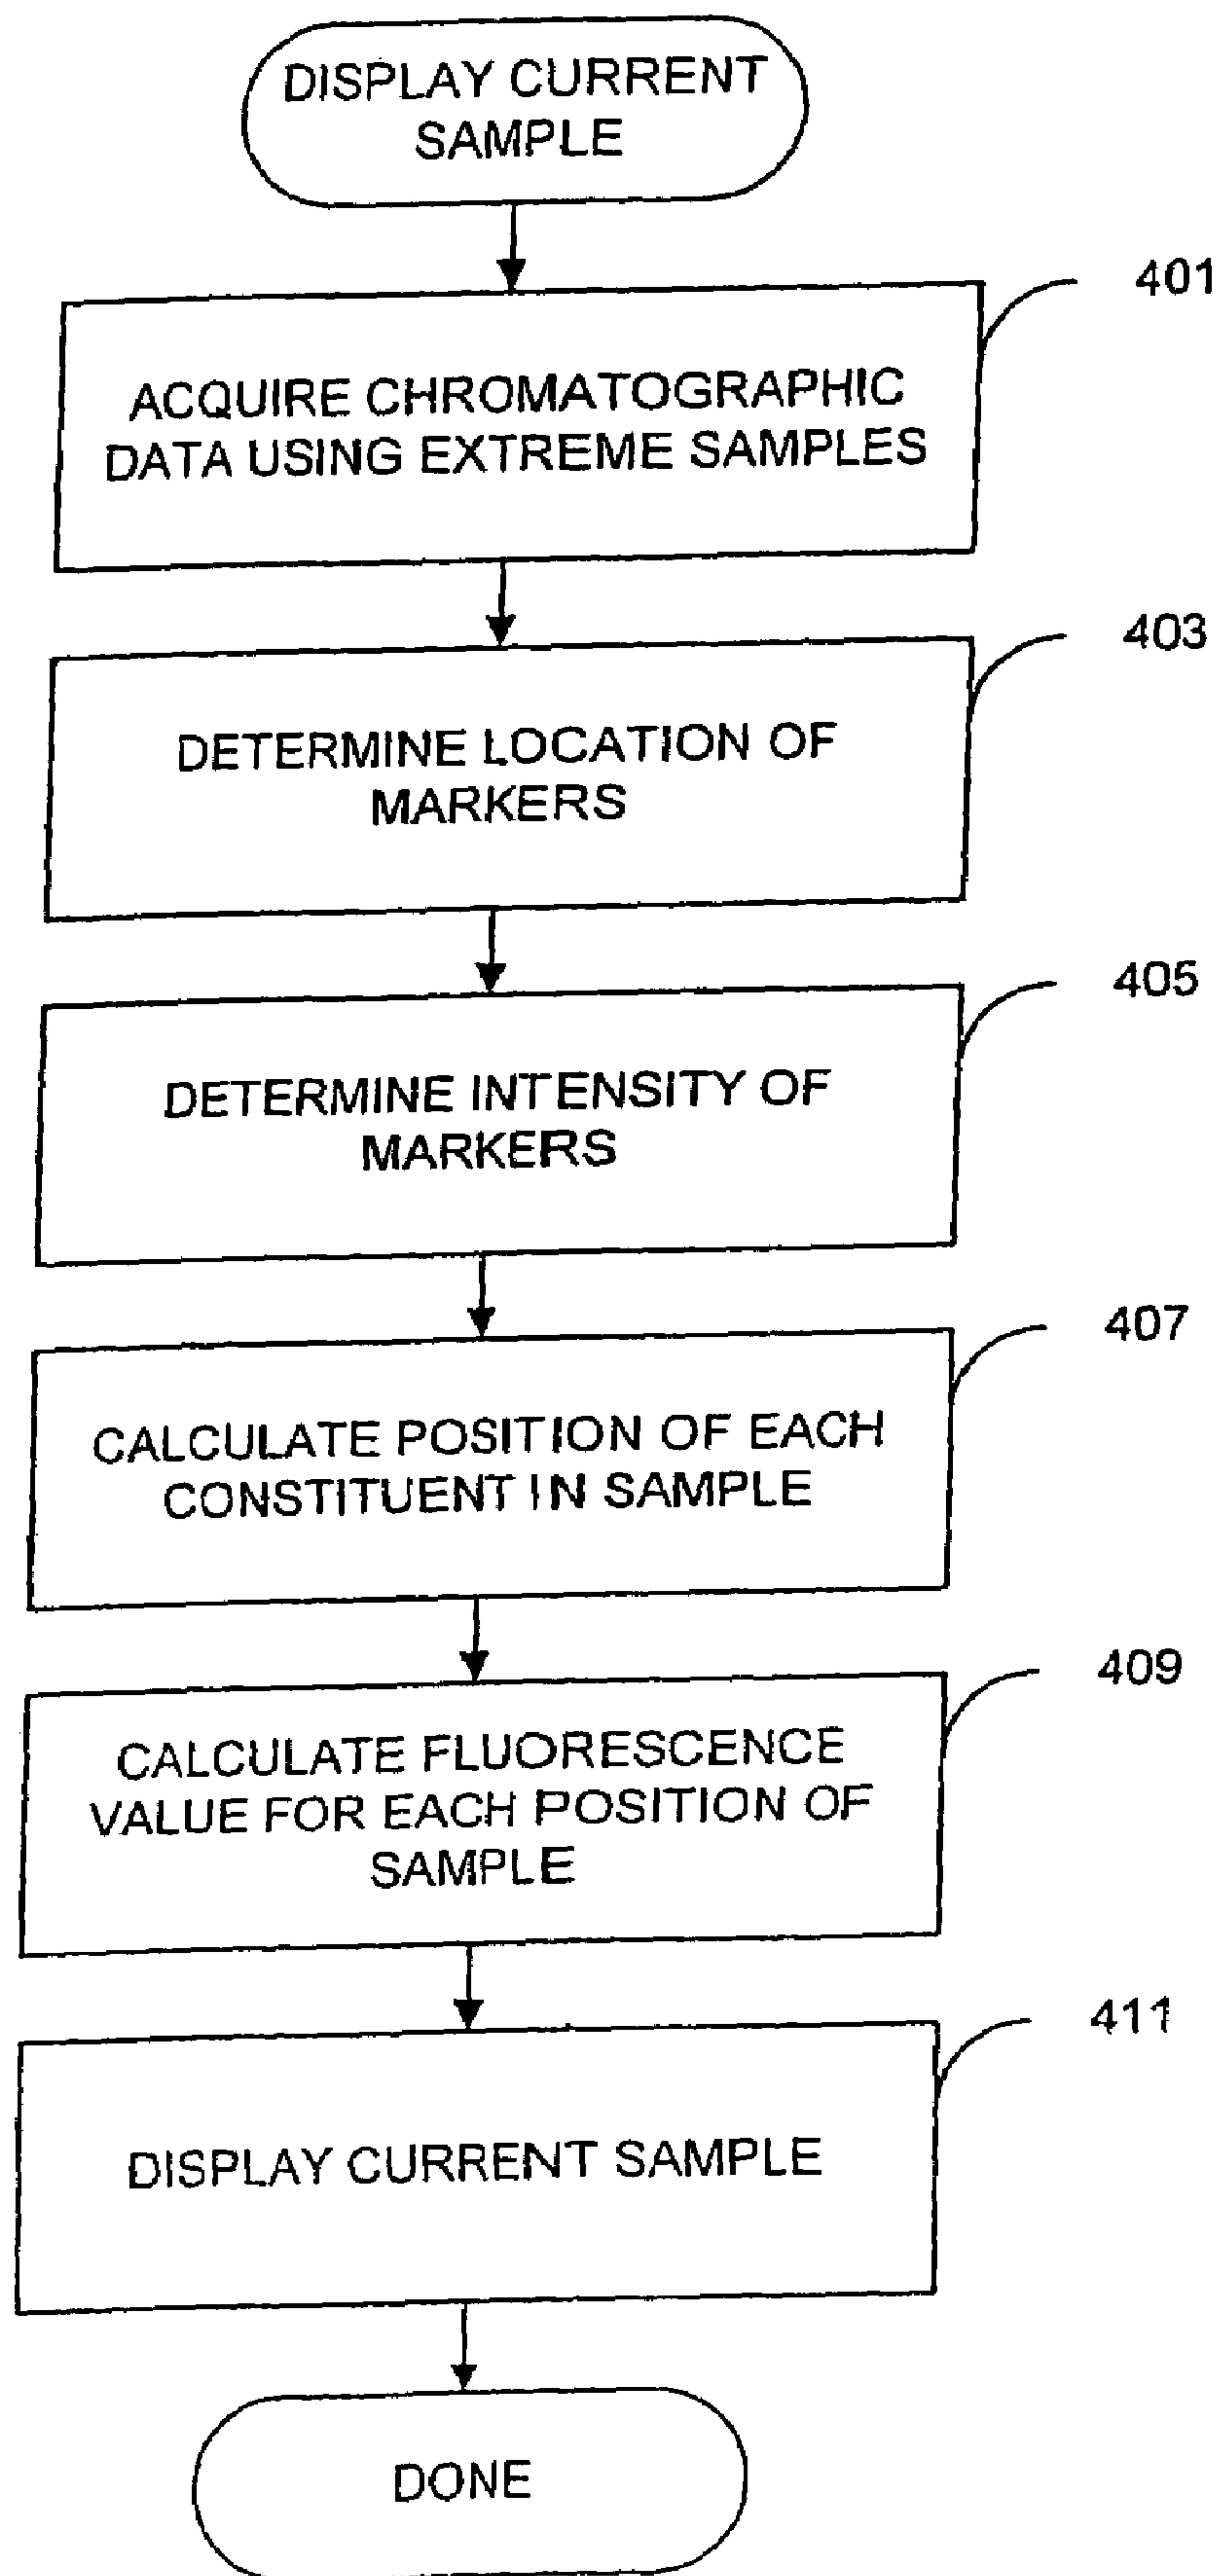 DISPLAY CURRENT
SAMPLE
401
ACQUIRE CHROMATOGRAPHIC
DATA USING EXTREME SAMPLES
403
DETERMINE LOCATION OF
MARKERS
405
DETERMINE INTENSITY OF
MARKERS
407
CALCULATE POSITION OF EACH
CONSTITUENT IN SAMPLE
409
CALCULATE FLUORESCENCE
VALUE FOR EACH POSITION OF
SAMPLE
411
DISPLAY CURRENT SAMPLE
DONE